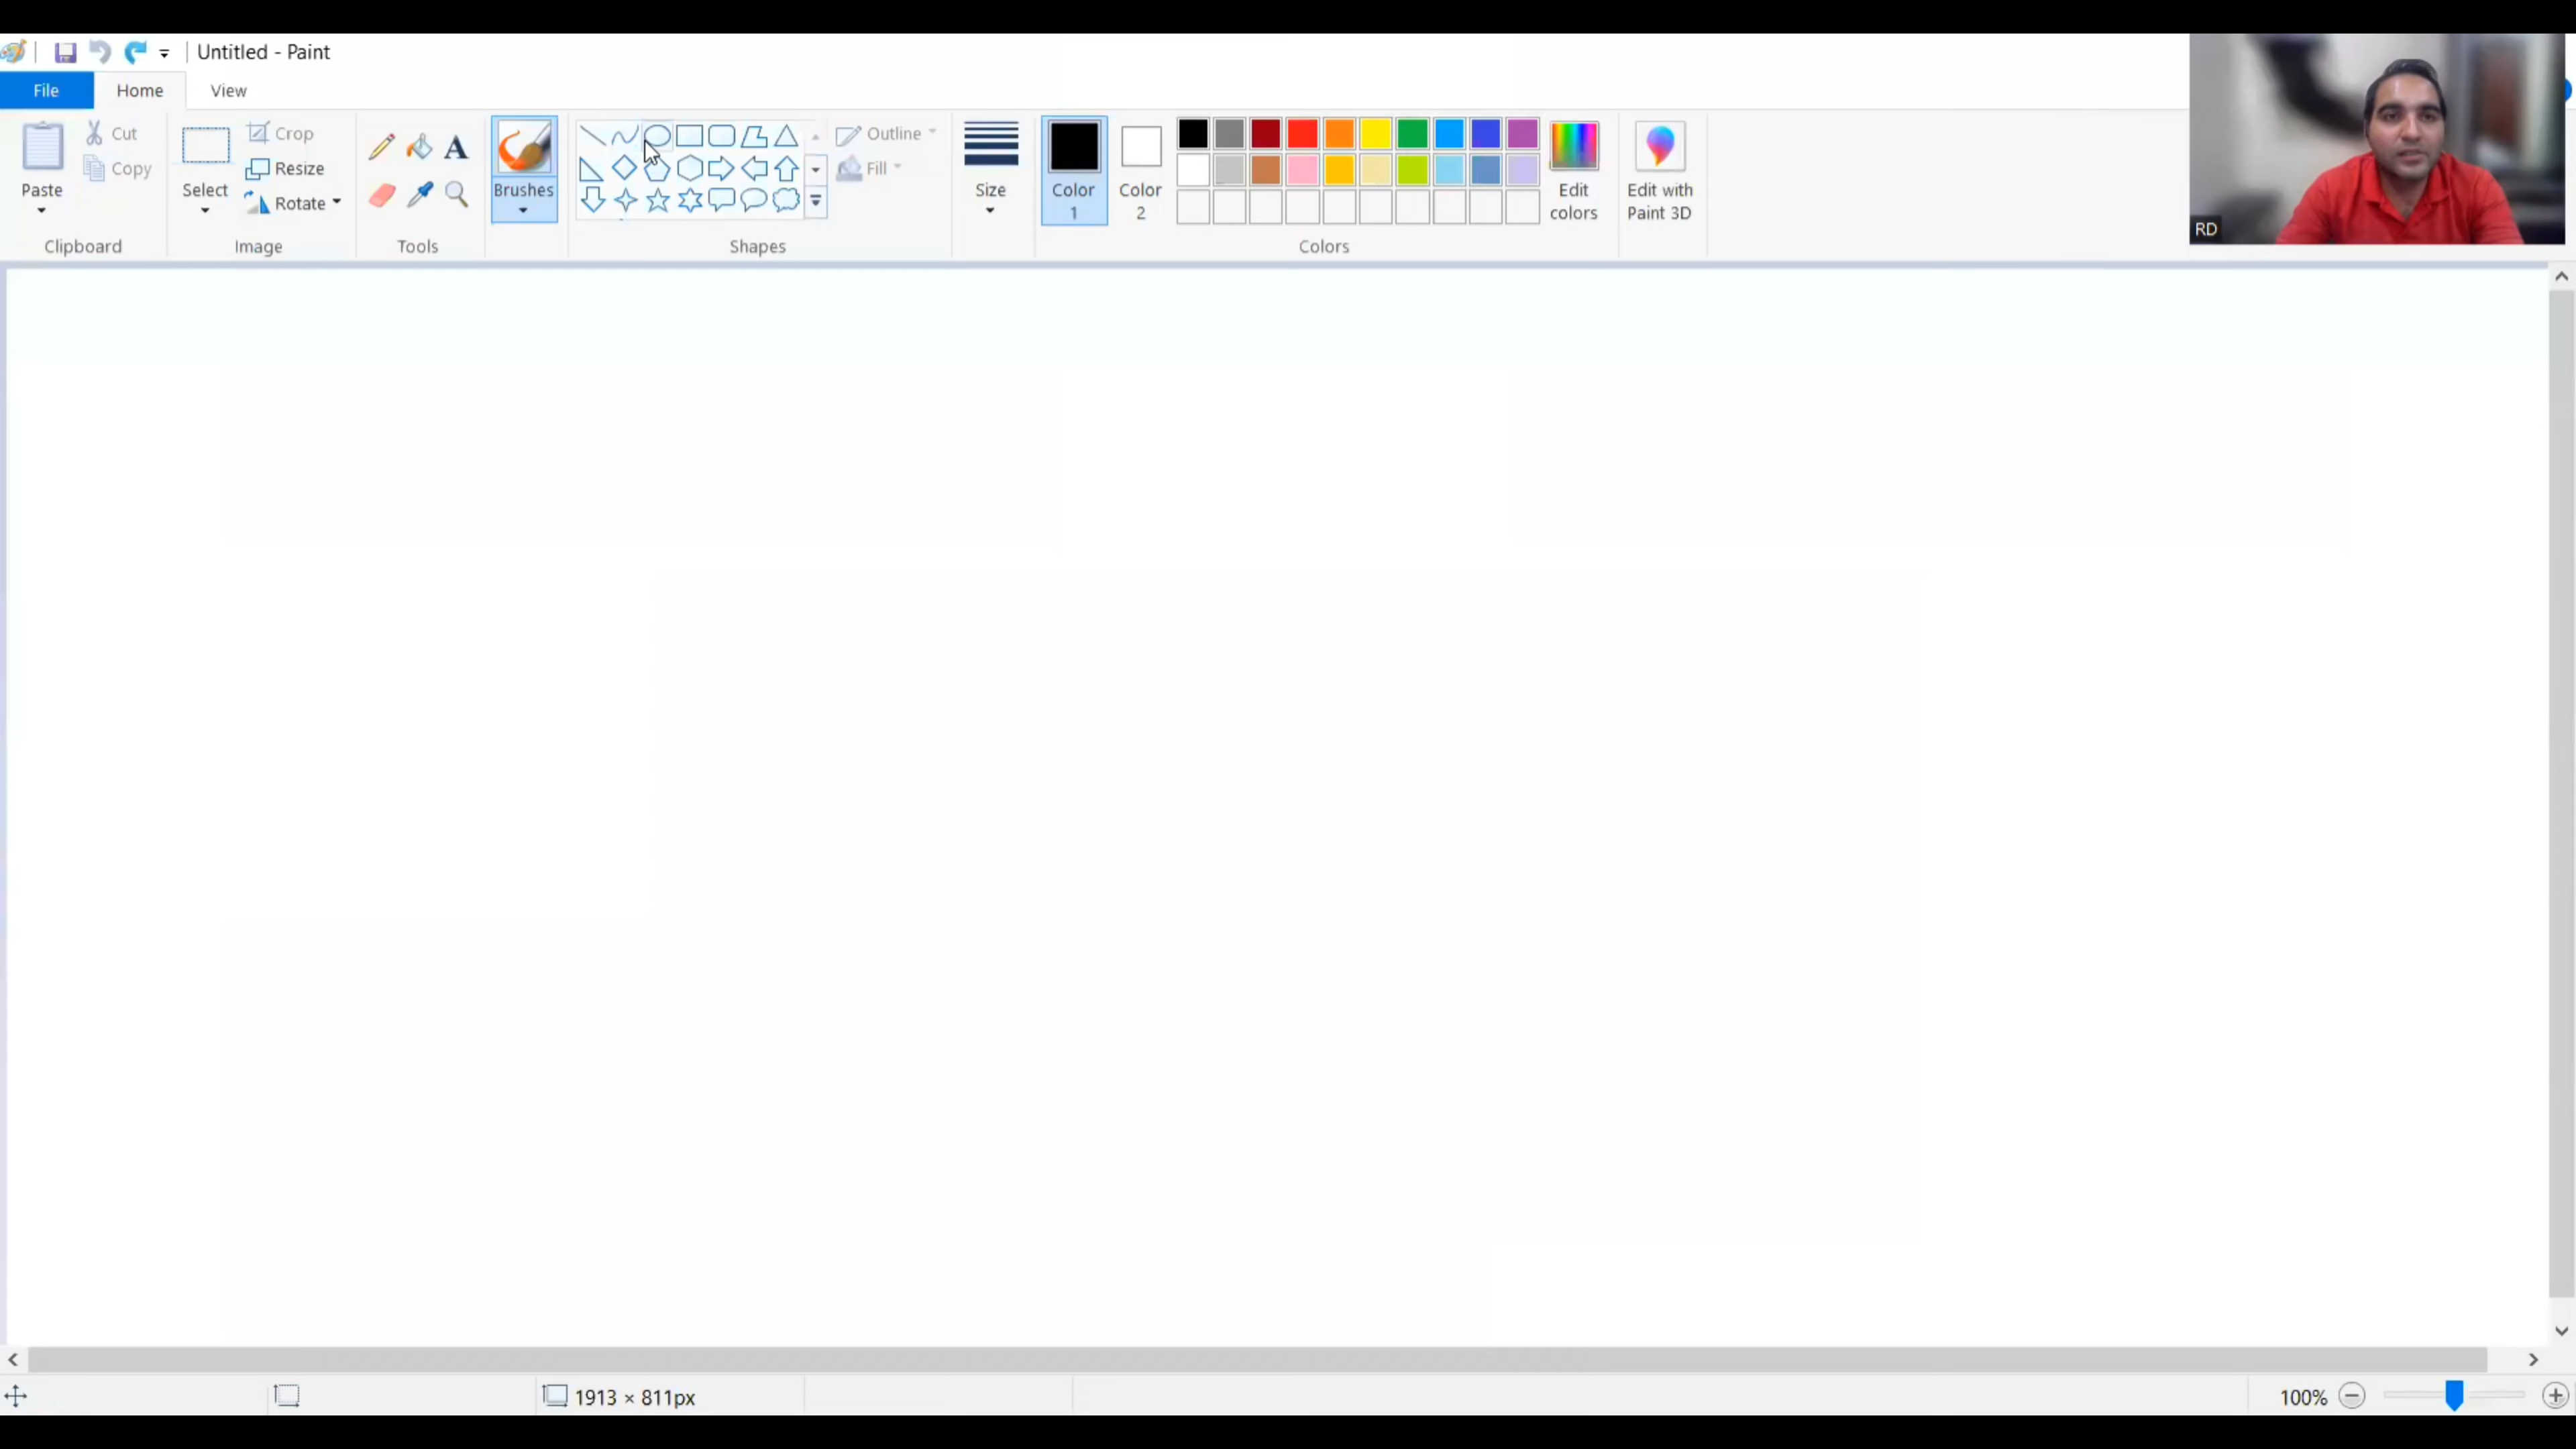 Untitled - Paint
File Home View
Paste
Cut
Copy
Clipboard
Select
Crop
Resize
Rotate
Image
A
Tools
Brushes
Shapes
Outline
Fill
Size
Color 1
Color 2
Colors
Edit colors
Edit with Paint 3D
RD
1913 × 811px
100%